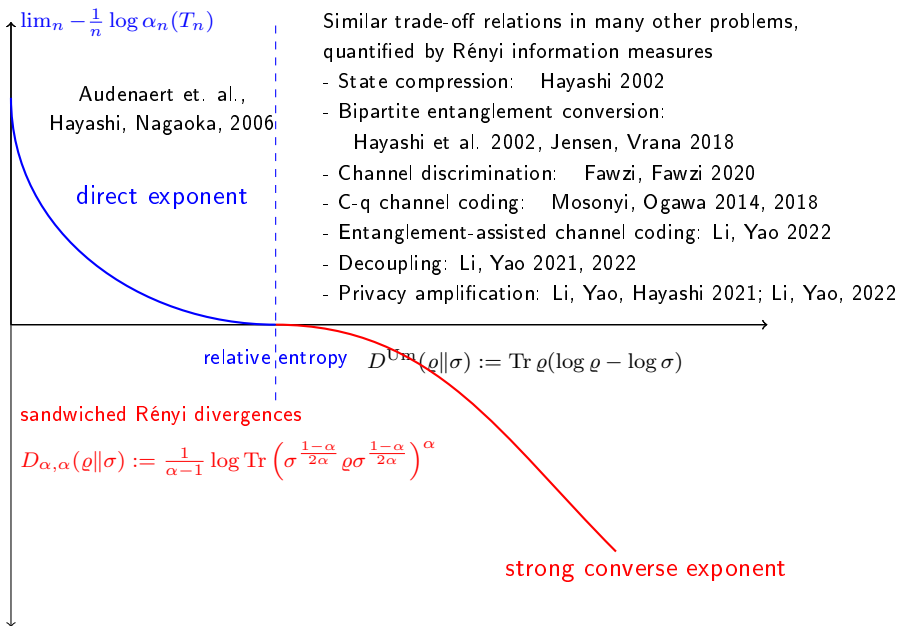 lim_n −1/n log α_n(T_n)
Audenaert et. al.,
Hayashi, Nagaoka, 2006
direct exponent
Similar trade-off relations in many other problems,
quantified by Rényi information measures
- State compression: Hayashi 2002
- Bipartite entanglement conversion:
Hayashi et al. 2002, Jensen, Vrana 2018
- Channel discrimination: Fawzi, Fawzi 2020
- C-q channel coding: Mosonyi, Ogawa 2014, 2018
- Entanglement-assisted channel coding: Li, Yao 2022
- Decoupling: Li, Yao 2021, 2022
- Privacy amplification: Li, Yao, Hayashi 2021; Li, Yao, 2022
relative entropy D^Um(ϱ‖σ) := Tr ϱ(log ϱ − log σ)
sandwiched Rényi divergences
D_{α,α}(ϱ‖σ) := 1/(α−1) log Tr (σ^{(1−α)/(2α)} ϱ σ^{(1−α)/(2α)})^α
strong converse exponent